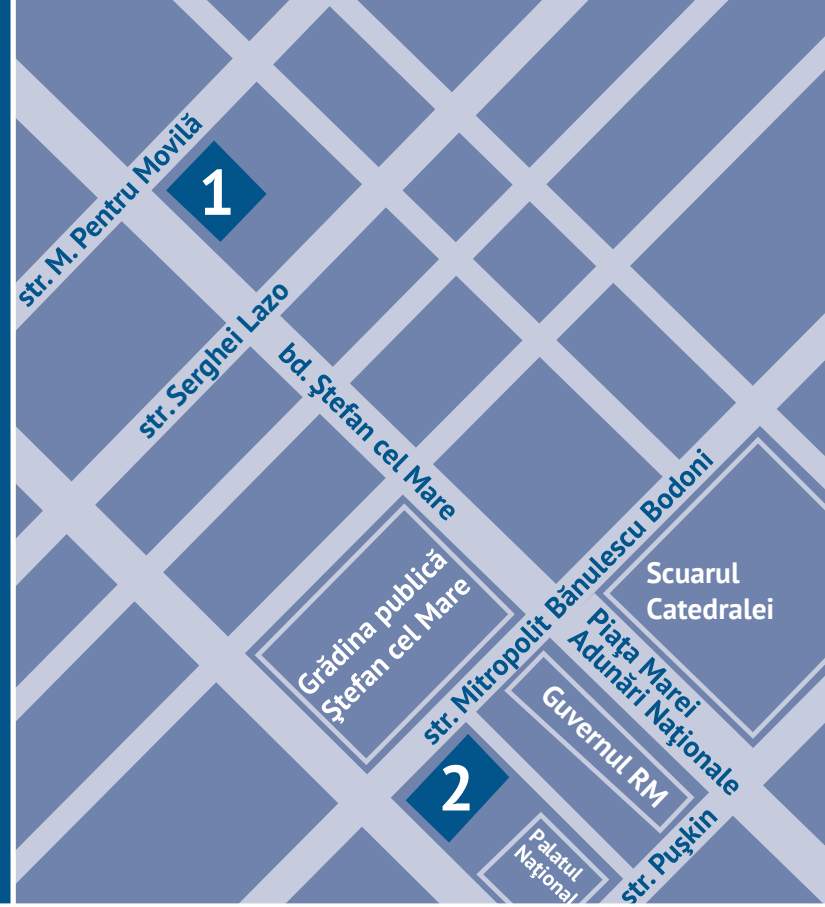 str. M. Pentru Movilă
1
str. Serghei Lazo
bd. Ştefan cel Mare
Grădina publică
Ştefan cel Mare
str. Mitropolit Bănulescu Bodoni
Scuarul
Catedralei
Piaţa Marei
Adunări Naţionale
Guvernul RM
2
Palatul
Naţional
str. Puşkin